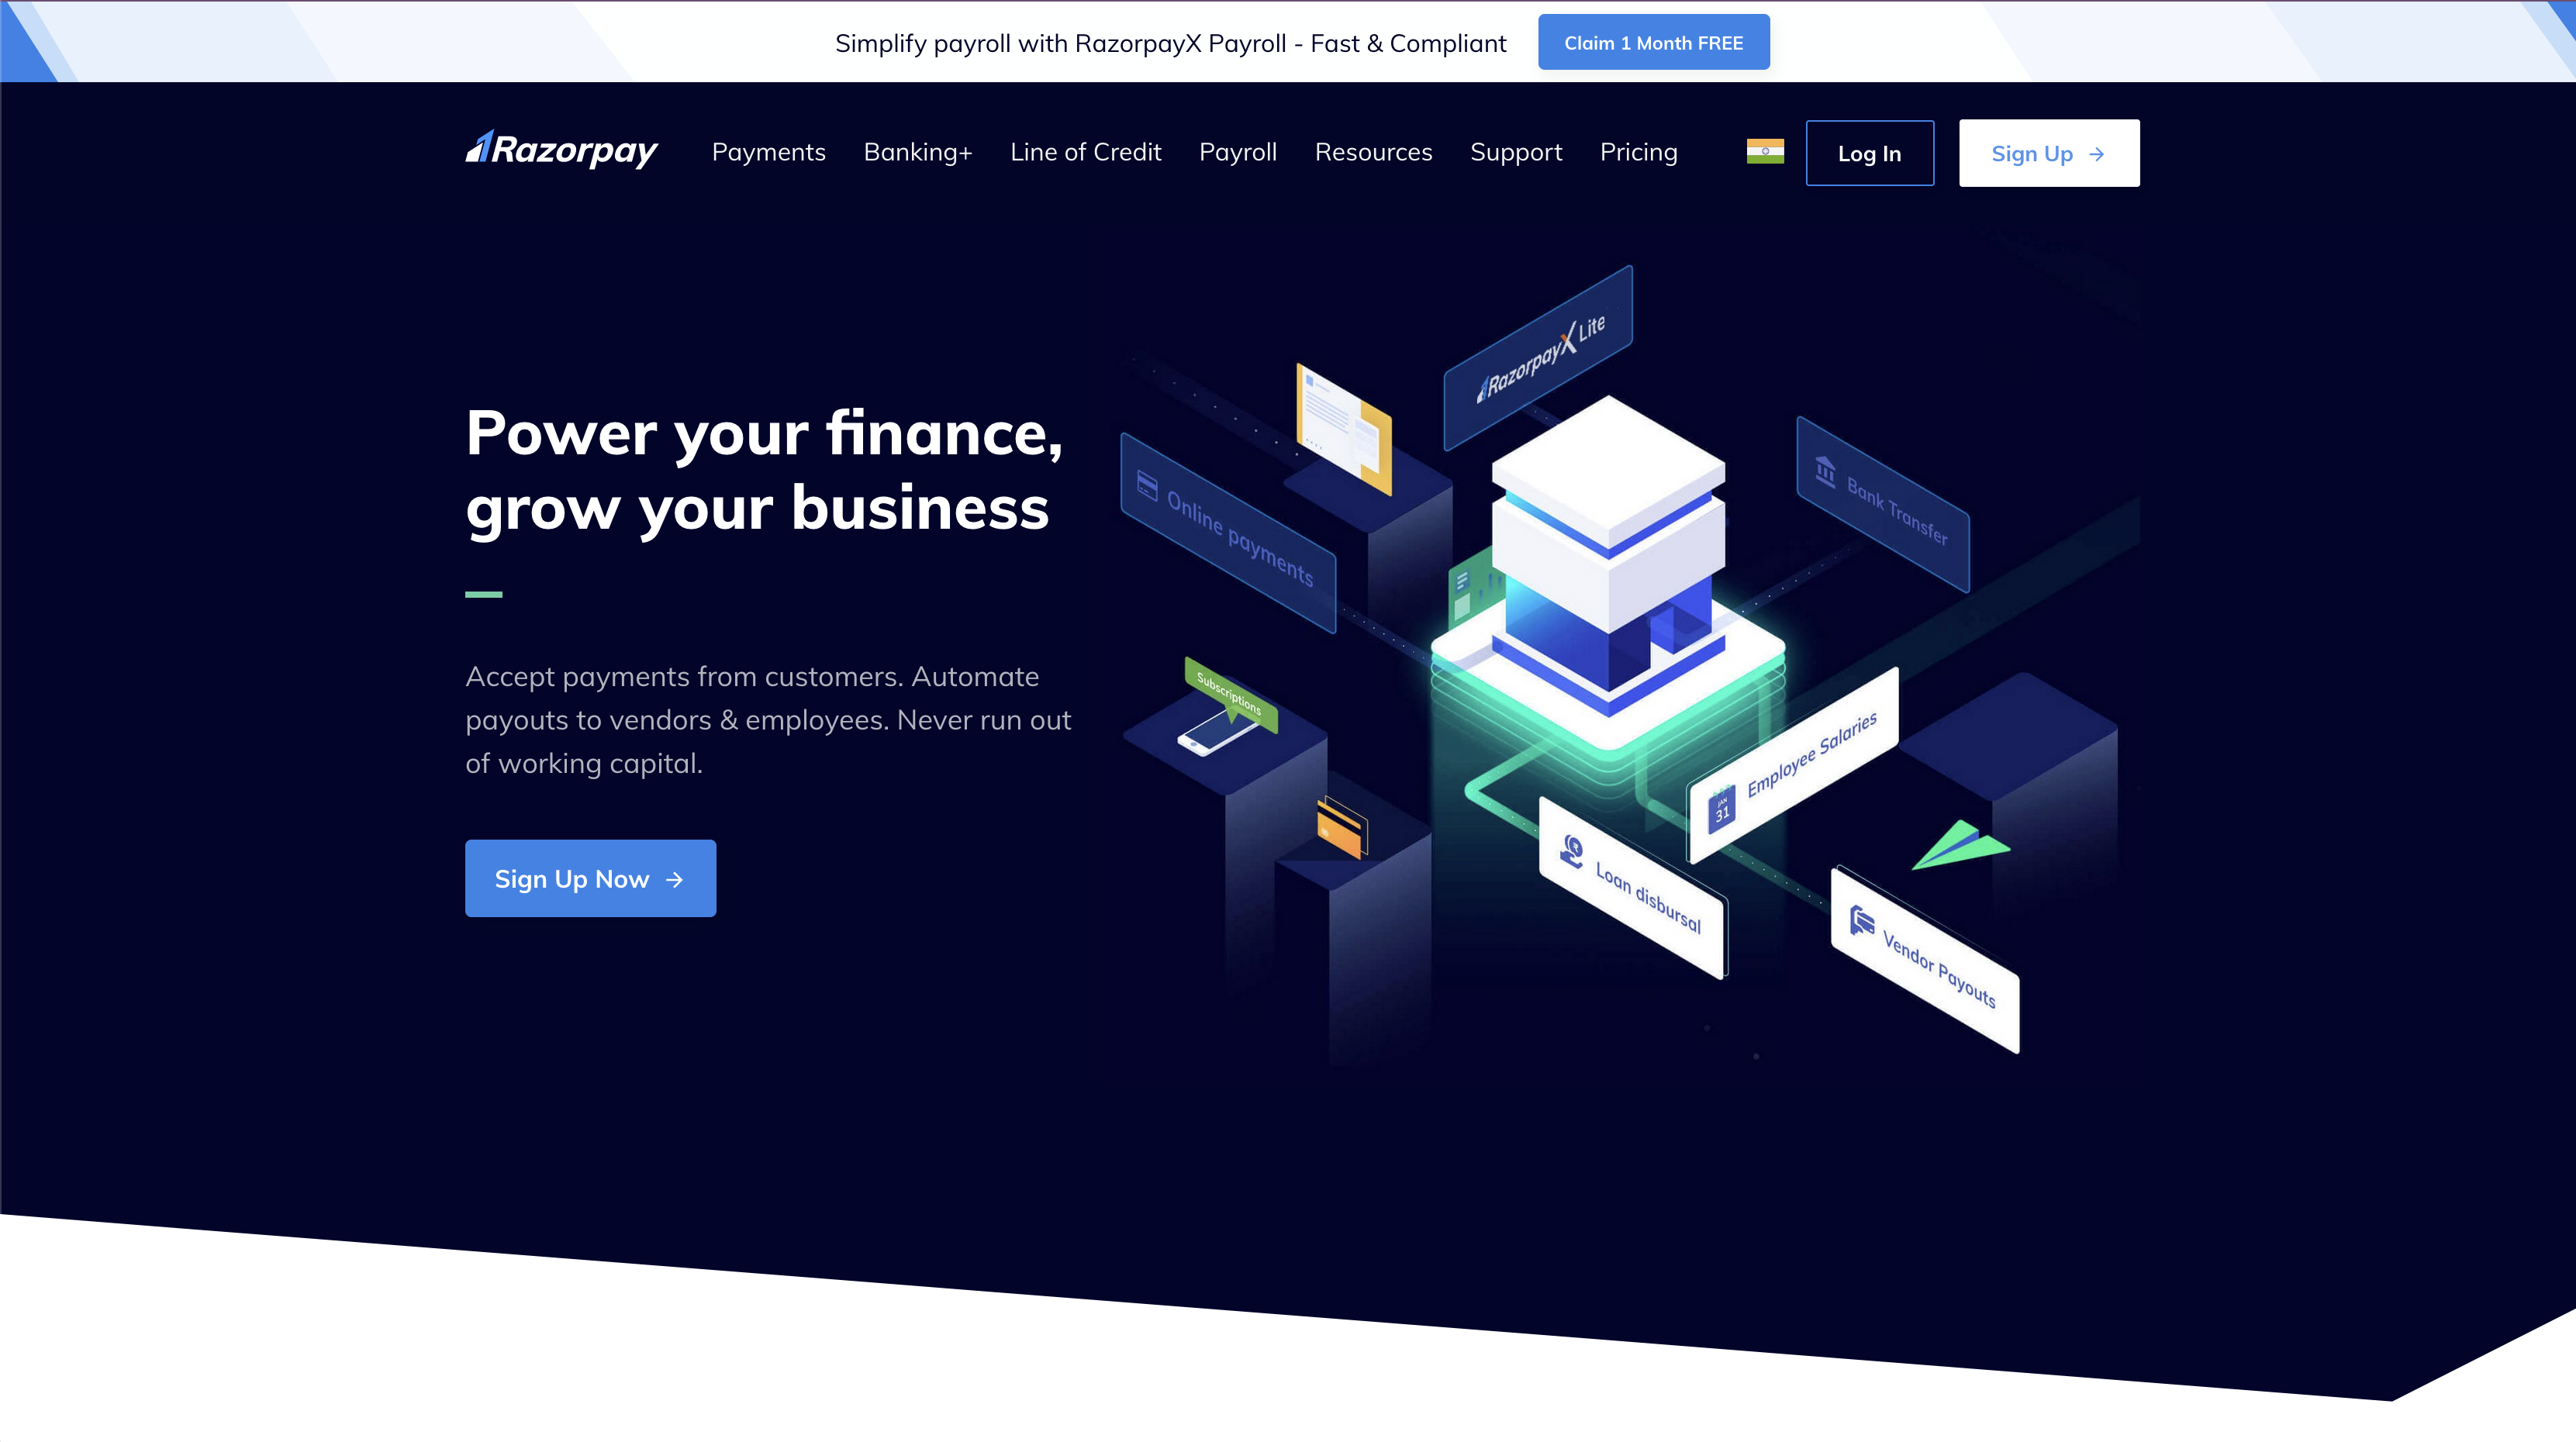 Simplify payroll with RazorpayX Payroll - Fast & Compliant
Claim 1 Month FREE
Razorpay
Payments
Banking+
Line of Credit
Payroll
Resources
Support
Pricing
Log In
Sign Up
Power your finance,
grow your business
Accept payments from customers. Automate
payouts to vendors & employees. Never run out
of working capital.
Sign Up Now
RazorpayX Lite
Online payments
Bank Transfer
Subscriptions
JAN
31
Employee Salaries
Loan disbursal
Vendor Payouts